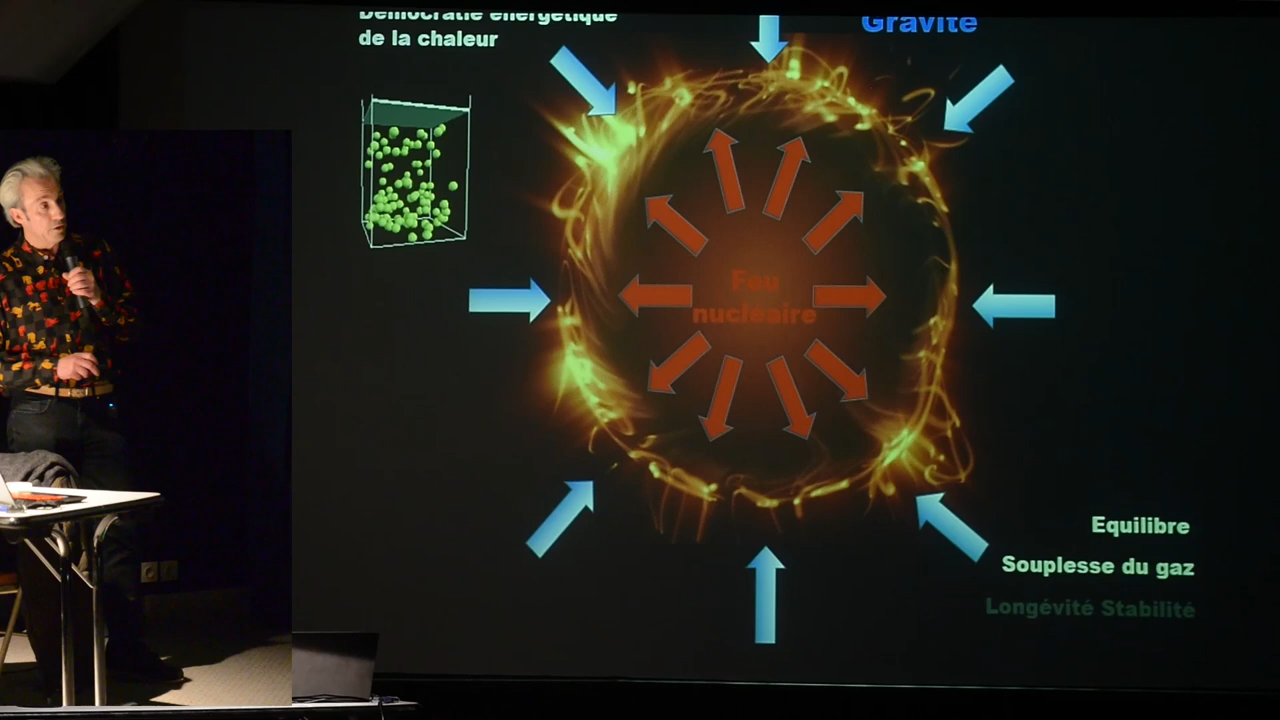 Démocratie énergétique
de la chaleur
Gravité
Feu
nucléaire
Equilibre
Souplesse du gaz
Longévité Stabilité